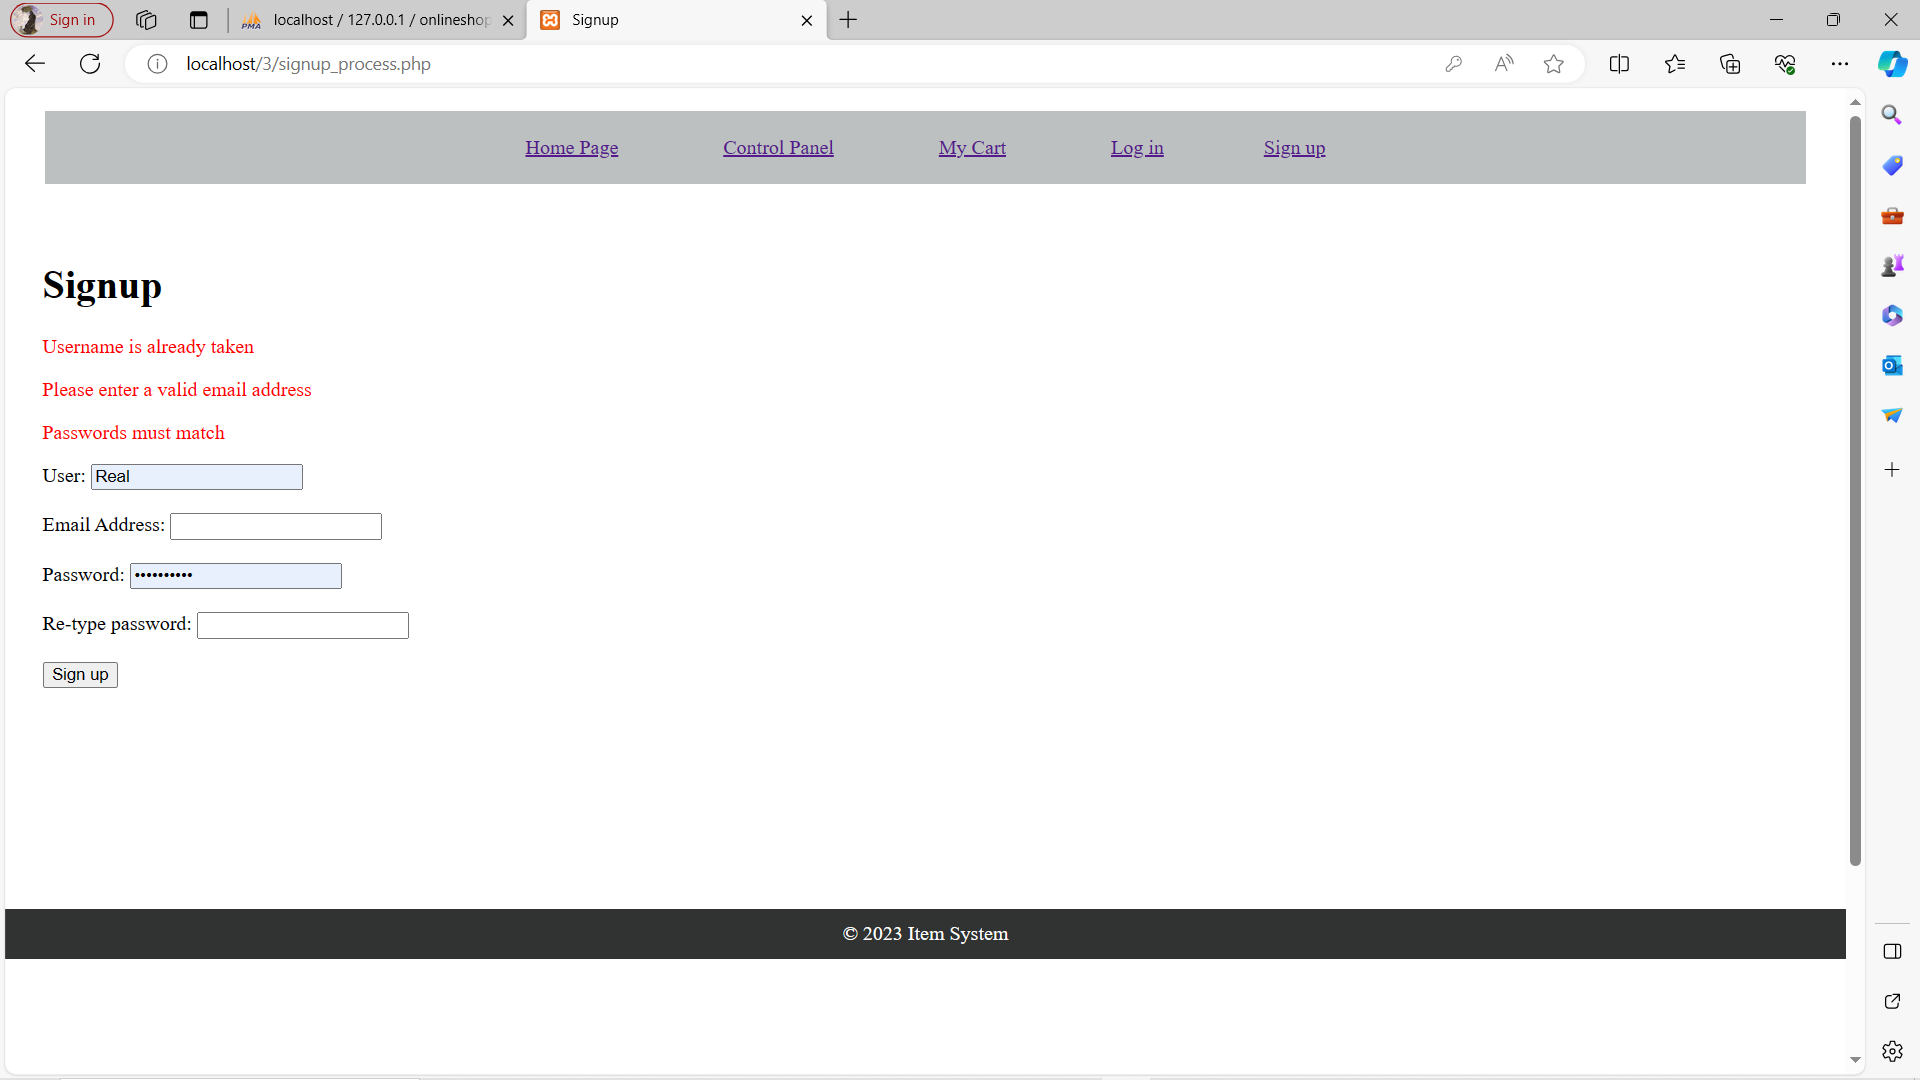 Sign in
PMA
localhost / 127.0.0.1 / onlineshop
Signup
localhost/3/signup_process.php
Home Page
Control Panel
My Cart
Log in
Sign up
Signup
Username is already taken
Please enter a valid email address
Passwords must match
User: Real
Email Address:
Password: ••••••••••
Re-type password:
Sign up
© 2023 Item System